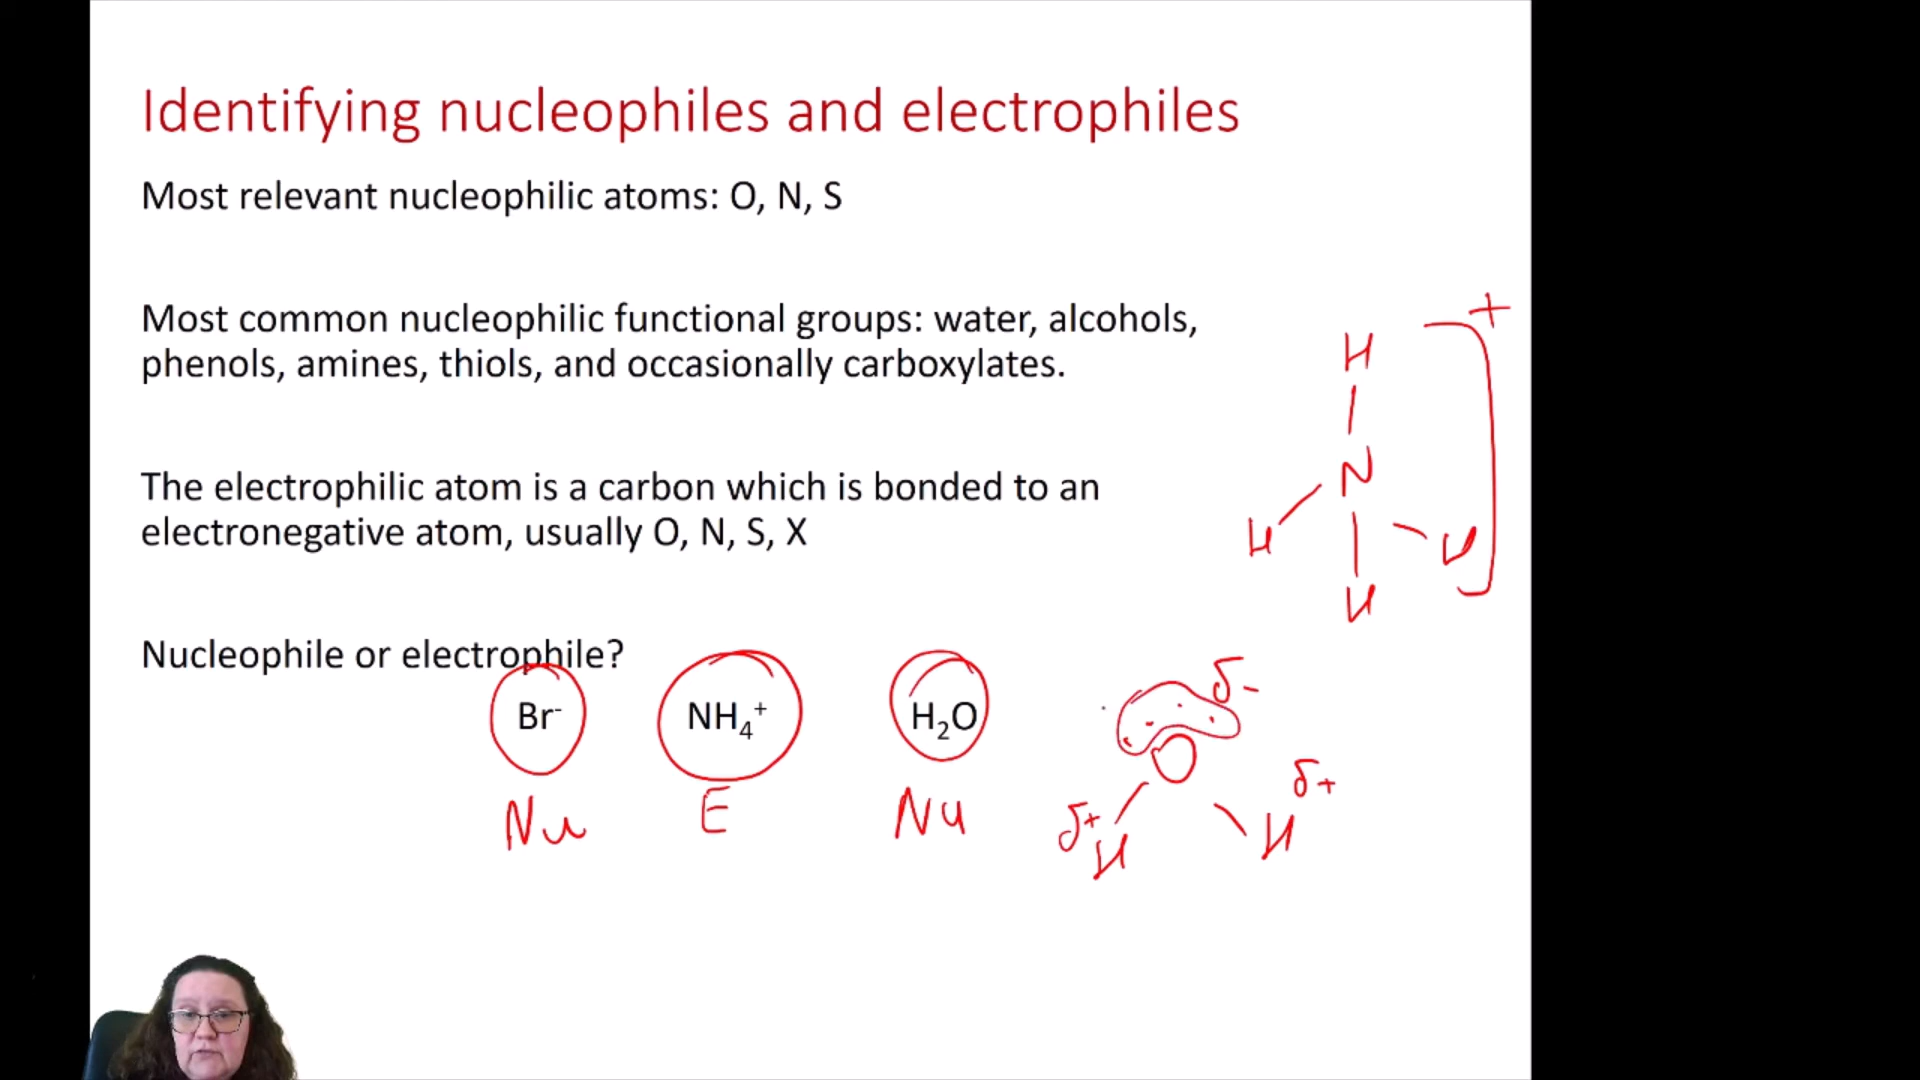 Identifying nucleophiles and electrophiles
Most relevant nucleophilic atoms: O, N, S
Most common nucleophilic functional groups: water, alcohols,
phenols, amines, thiols, and occasionally carboxylates.
The electrophilic atom is a carbon which is bonded to an
electronegative atom, usually O, N, S, X
Nucleophile or electrophile?
Br⁻ NH₄⁺ H₂O
Nu E Nu
+
H
N
H H
H
δ-
O
δ+ δ+
H H